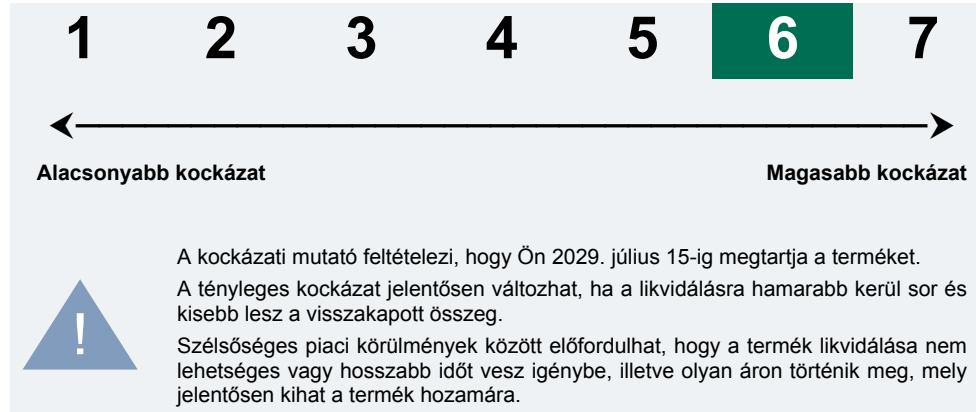 1 2 3 4 5 6 7
Alacsonyabb kockázat Magasabb kockázat
A kockázati mutató feltételezi, hogy Ön 2029. július 15-ig megtartja a terméket.
A tényleges kockázat jelentősen változhat, ha a likvidálásra hamarabb kerül sor és
kisebb lesz a visszakapott összeg.
!
Szélsőséges piaci körülmények között előfordulhat, hogy a termék likvidálása nem
lehetséges vagy hosszabb időt vesz igénybe, illetve olyan áron történik meg, mely
jelentősen kihat a termék hozamára.